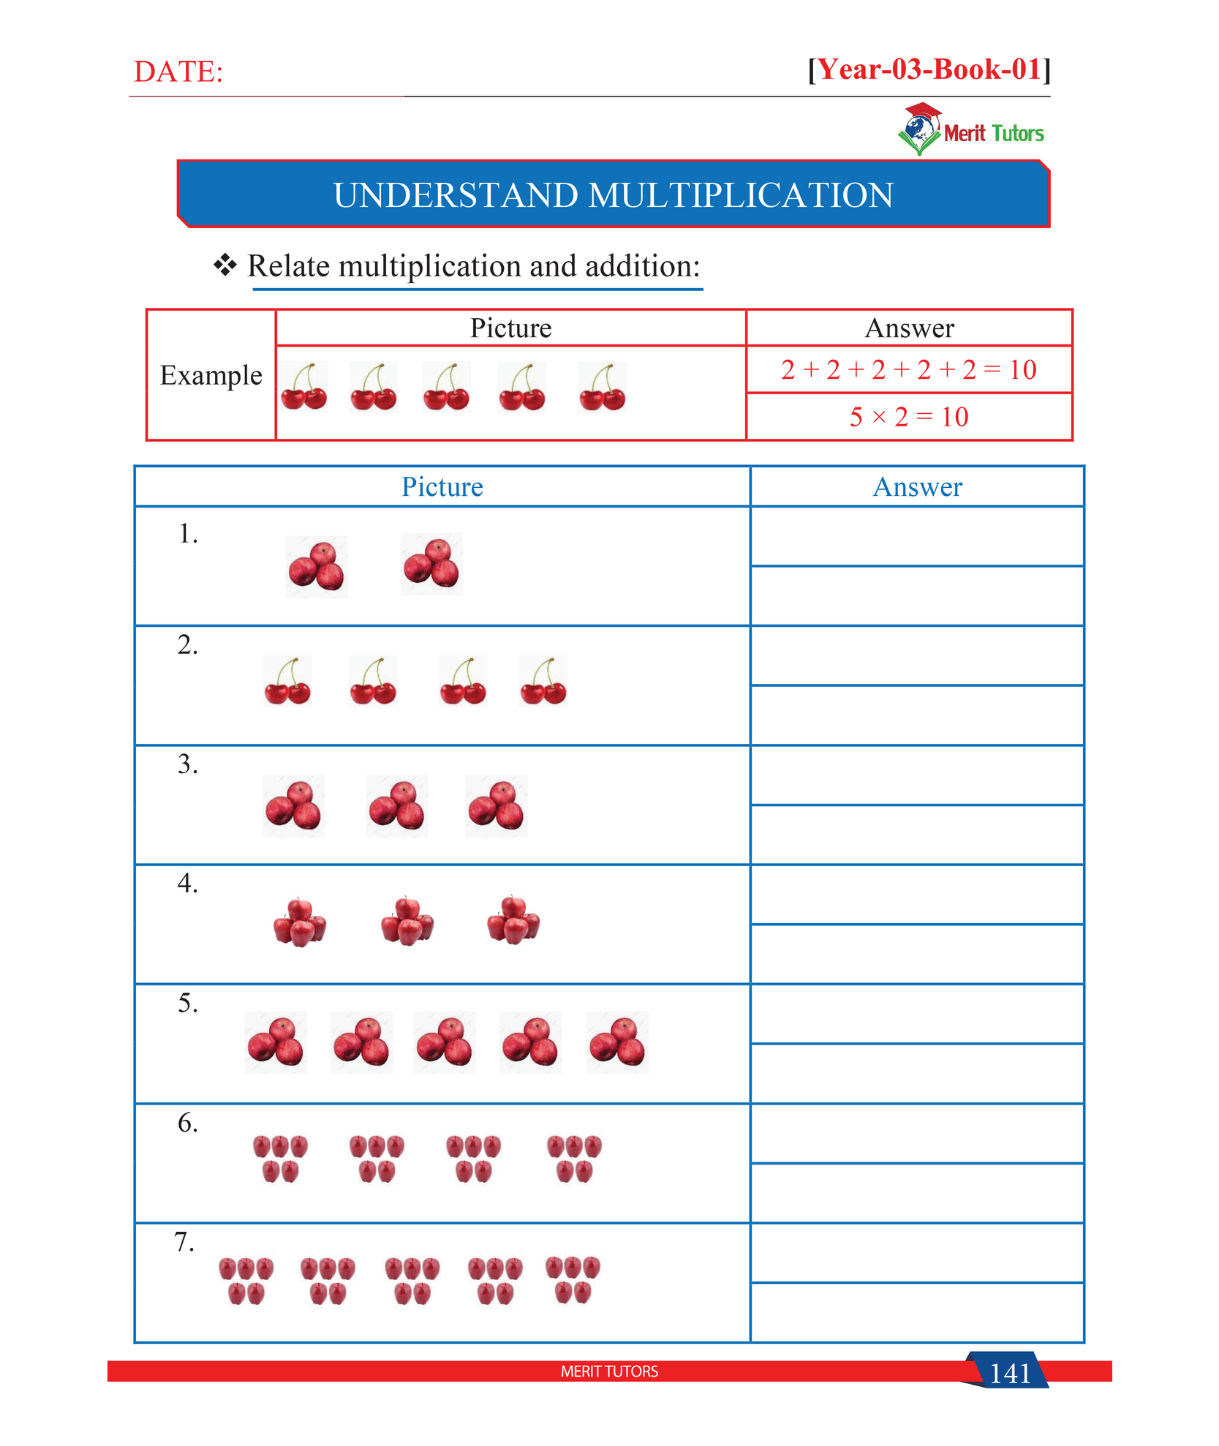 DATE:
[Year-03-Book-01]
Merit Tutors
UNDERSTAND MULTIPLICATION
❖ Relate multiplication and addition:
Example
Picture
Answer
2 + 2 + 2 + 2 + 2 = 10
5 × 2 = 10
Picture
Answer
1.
2.
3.
4.
5.
6.
7.
MERIT TUTORS
141